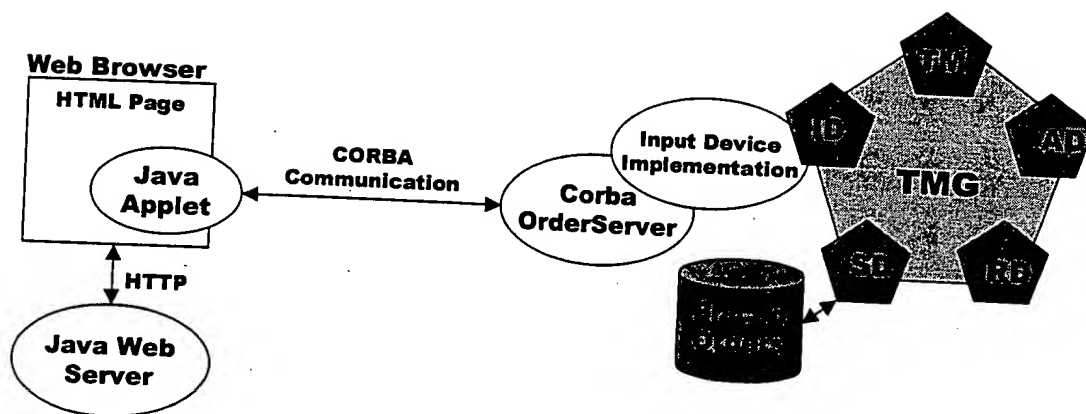 Web Browser
HTML Page
Java
Applet
HTTP
Java Web
Server
CORBA
Communication
Corba
OrderServer
Input Device
Implementation
TM
ID
AD
TMG
SD
RD